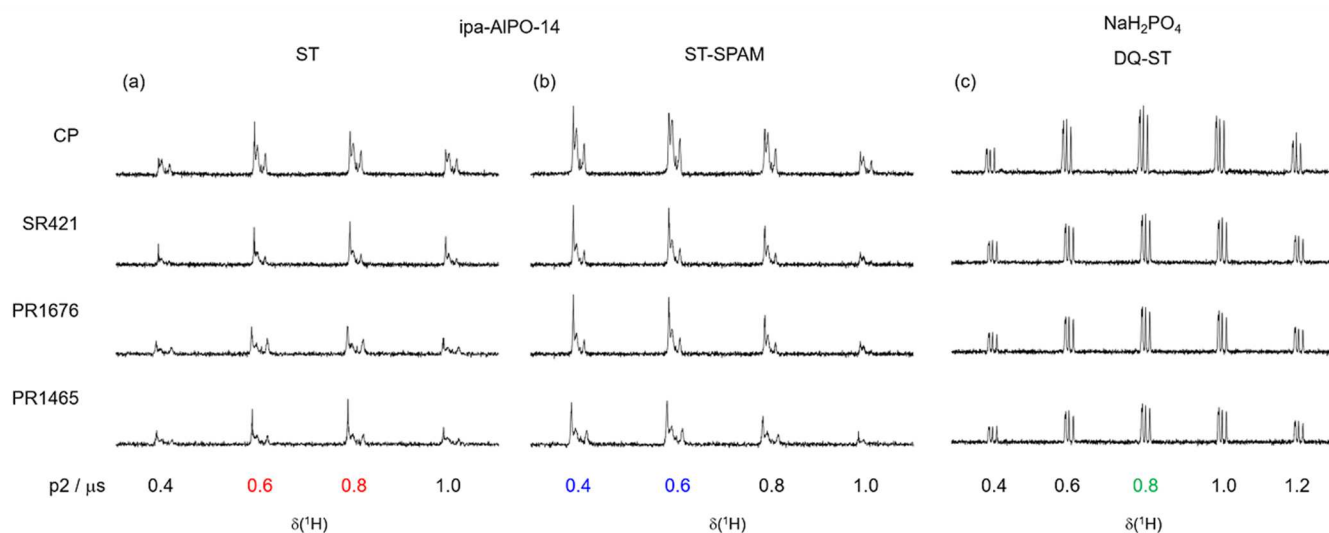 ipa-AlPO-14
NaH₂PO₄
ST
ST-SPAM
DQ-ST
(a)
(b)
(c)
CP
SR421
PR1676
PR1465
p2 / μs 0.4 0.6 0.8 1.0 0.4 0.6 0.8 1.0 0.4 0.6 0.8 1.0 1.2
δ(¹H) δ(¹H) δ(¹H)